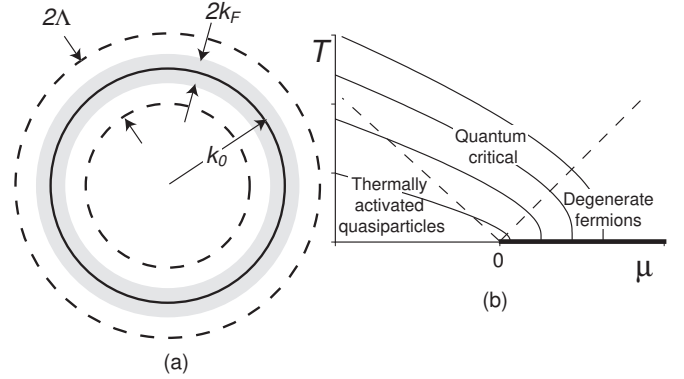 2Λ
2k_F
k_0
(a)
T
Quantum
critical
Thermally
activated
quasiparticles
Degenerate
fermions
0
μ
(b)